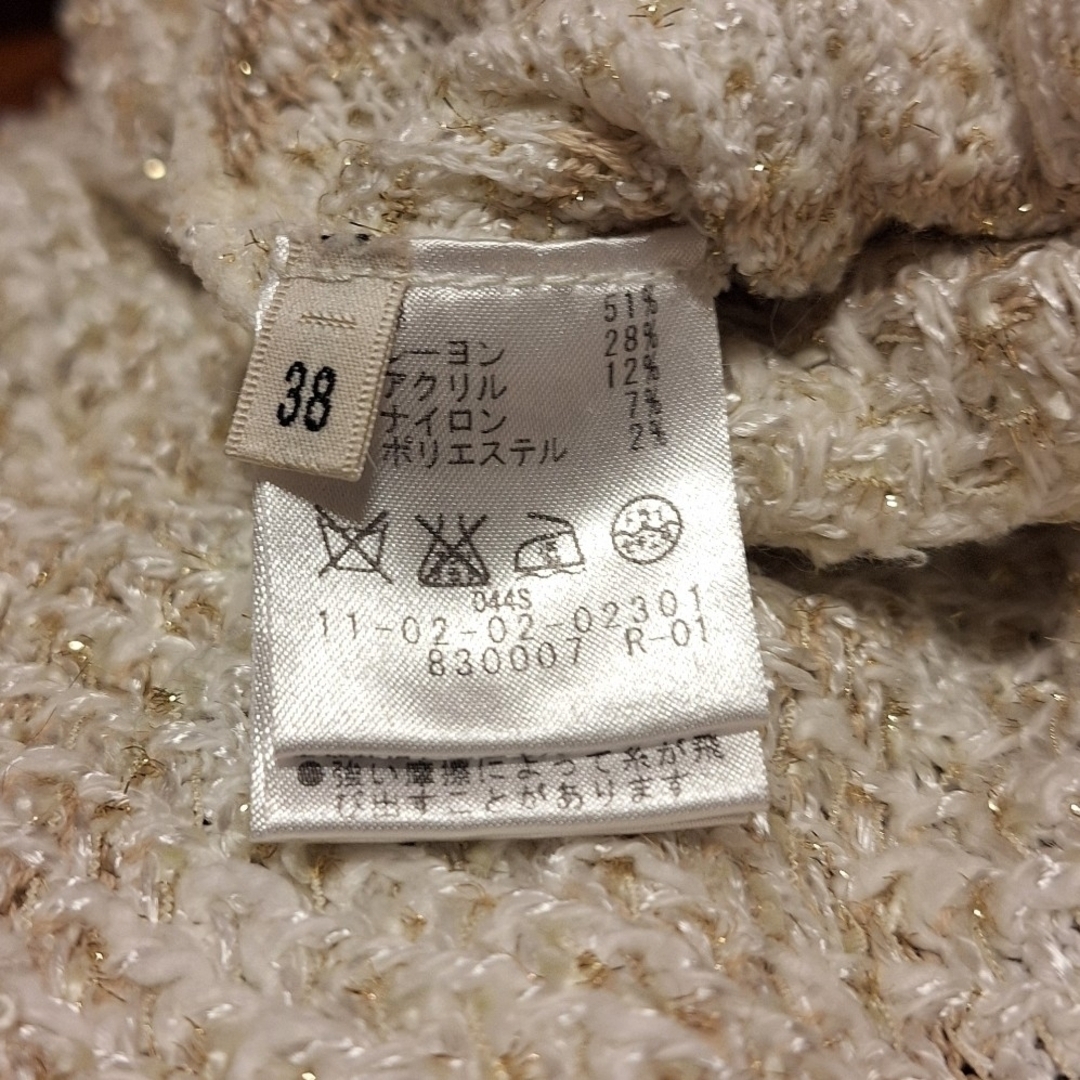 38
51%
レーヨン 28%
アクリル 12%
ナイロン 7%
ポリエステル 2%
044S
11-02-02-02301
830007 R-01
●強い摩擦によって糸が飛
び出すことがあります